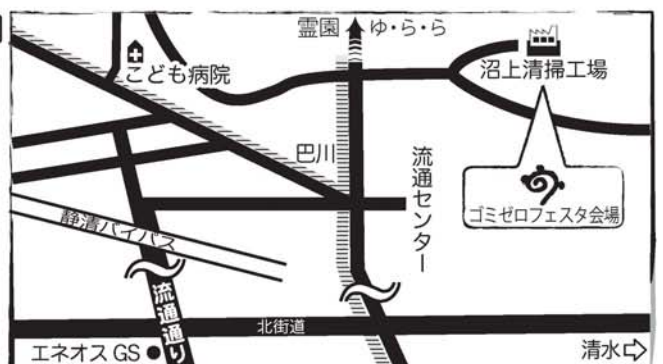 霊園
ゆ・ら・ら
こども病院
沼上清掃工場
巴川
流通センター
ゴミゼロフェスタ会場
静清バイパス
流通通り
北街道
エネオス GS
清水